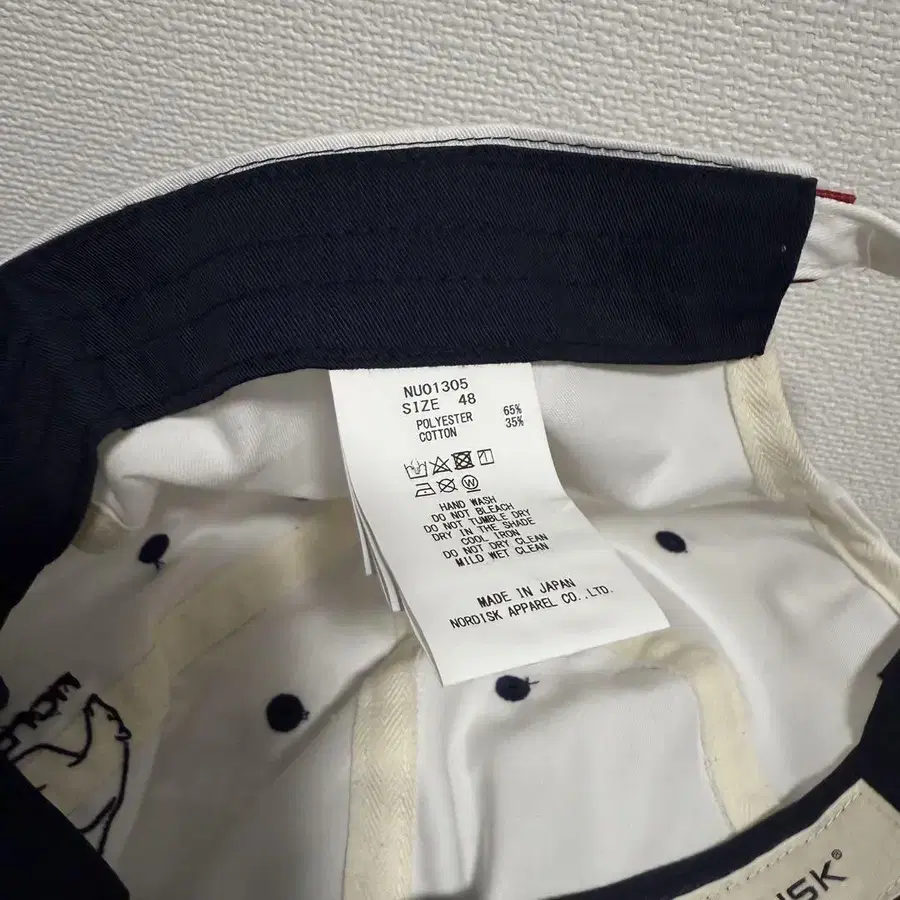 NU01305
SIZE 48
POLYESTER 65%
COTTON 35%
HAND WASH
DO NOT BLEACH
DO NOT TUMBLE DRY
DRY IN THE SHADE
COOL IRON
DO NOT DRY CLEAN
MILD WET CLEAN
MADE IN JAPAN
NORDISK APPAREL CO.,LTD.